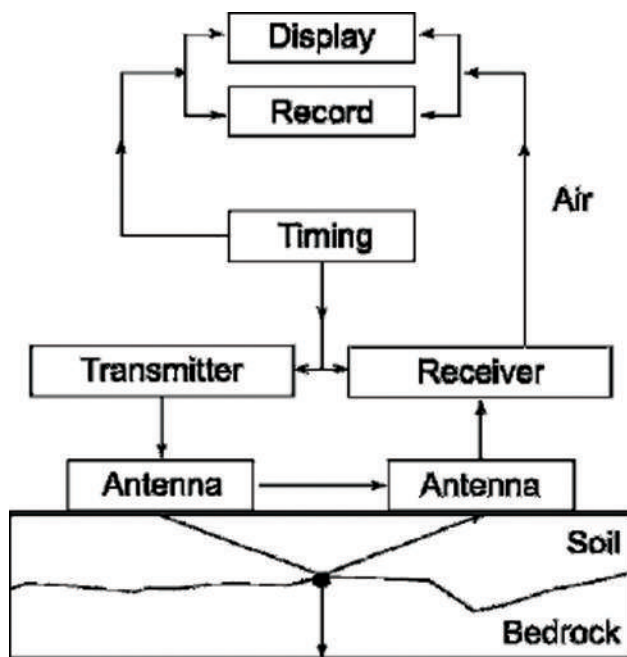 Display
Record
Air
Timing
Transmitter
Receiver
Antenna
Antenna
Soil
Bedrock